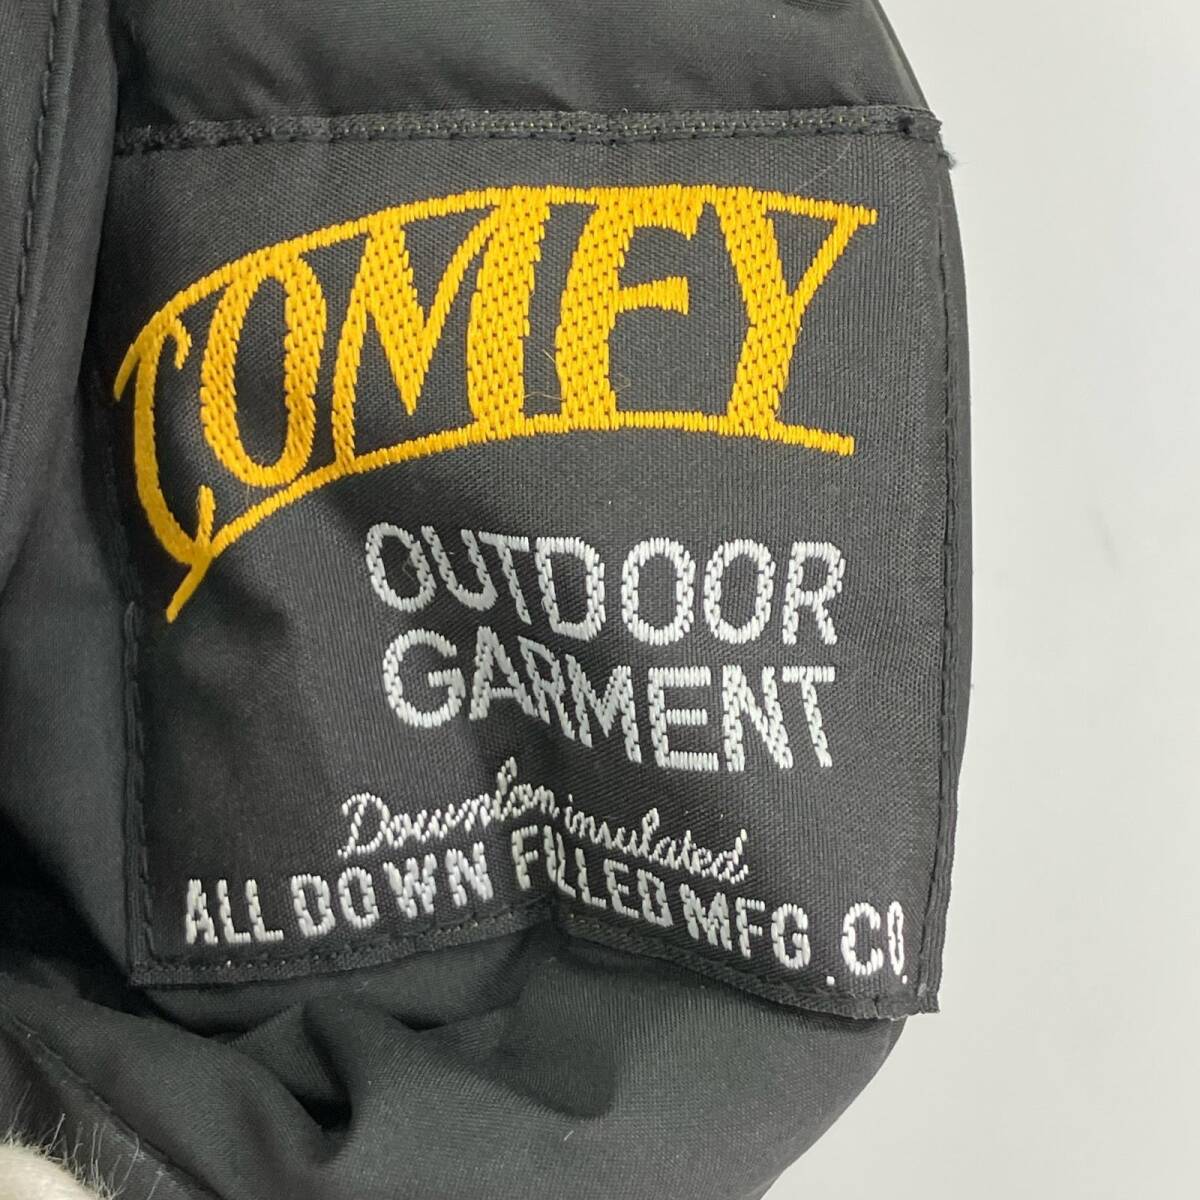 COMFY
OUTDOOR
GARMENT
Downlon insulated
ALL DOWN FILLED MFG. CO.